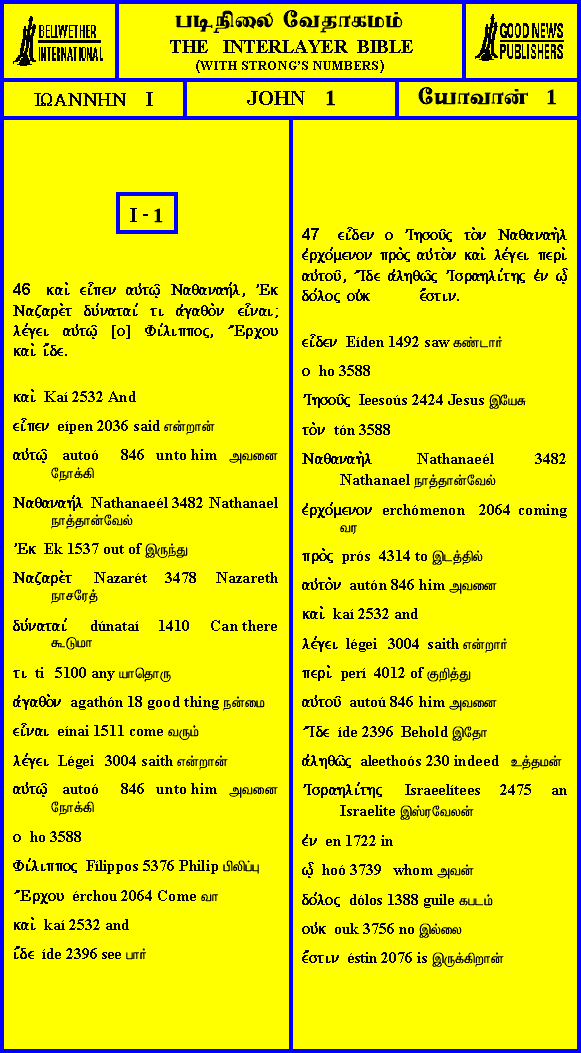 BELLWETHER
INTERNATIONAL
படிநிலை வேதாகமம்
THE INTERLAYER BIBLE
(WITH STRONG'S NUMBERS)
GOOD NEWS
PUBLISHERS
ΙΩΑΝΝΗΝ I
JOHN 1
யோவான் 1
I - 1
46 καὶ εἶπεν αὐτῷ Ναθαναήλ, Ἐκ
Ναζαρὲτ δύναταί τι ἀγαθὸν εἶναι;
λέγει αὐτῷ [ο] Φίλιππος, Ἔρχου
καὶ ἴδε.
καὶ Kaí 2532 And
εἶπεν eípen 2036 said என்றான்
αὐτῷ autoó 846 unto him அவனை
நோக்கி
Ναθαναήλ Nathanaeél 3482 Nathanael
நாத்தான்வேல்
Ἐκ Ek 1537 out of இருந்து
Ναζαρὲτ Nazarét 3478 Nazareth
நாசரேத்
δύναταί dúnataí 1410 Can there
கூடுமா
τι ti 5100 any யாதொரு
ἀγαθὸν agathón 18 good thing நன்மை
εἶναι eínai 1511 come வரும்
λέγει Légei 3004 saith என்றான்
αὐτῷ autoó 846 unto him அவனை
நோக்கி
ο ho 3588
Φίλιππος Fílippos 5376 Philip பிலிப்பு
Ἔρχου érchou 2064 Come வா
καὶ kaí 2532 and
ἴδε íde 2396 see பார்
47 εἶδεν ο Ἰησοῦς τὸν Ναθαναὴλ
ἐρχόμενον πρὸς αὐτὸν καὶ λέγει περὶ
αὐτοῦ, Ἴδε ἀληθῶς Ἰσραηλίτης ἐν ᾧ
δόλος οὐκ ἔστιν.
εἶδεν Eíden 1492 saw கண்டார்
ο ho 3588
Ἰησοῦς Ieesoús 2424 Jesus இயேசு
τὸν tón 3588
Ναθαναὴλ Nathanaeél 3482
Nathanael நாத்தான்வேல்
ἐρχόμενον erchómenon 2064 coming
வர
πρὸς prós 4314 to இடத்தில்
αὐτὸν autón 846 him அவனை
καὶ kaí 2532 and
λέγει légei 3004 saith என்றார்
περὶ perí 4012 of குறித்து
αὐτοῦ autoú 846 him அவனை
Ἴδε íde 2396 Behold இதோ
ἀληθῶς aleethoós 230 indeed உத்தமன்
Ἰσραηλίτης Israeelítees 2475 an
Israelite இஸ்ரவேலன்
ἐν en 1722 in
ᾧ hoó 3739 whom அவன்
δόλος dólos 1388 guile கபடம்
οὐκ ouk 3756 no இல்லை
ἔστιν éstin 2076 is இருக்கிறான்